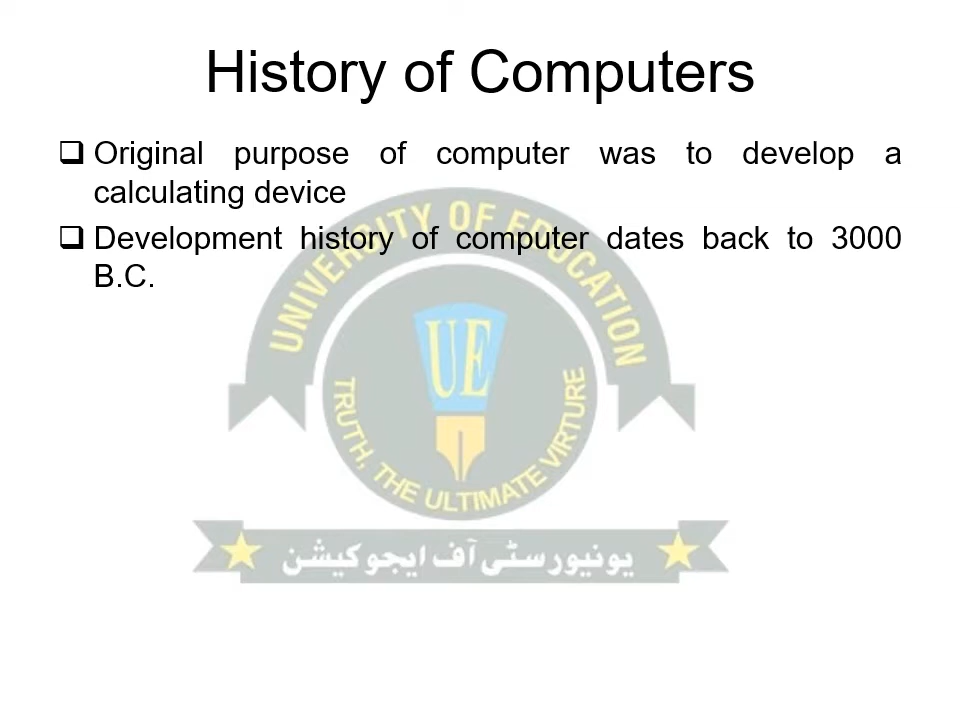 History of Computers
❑ Original purpose of computer was to develop a
calculating device
❑ Development history of computer dates back to 3000
B.C.
UNIVERSITY OF EDUCATION
UE
TRUTH, THE ULTIMATE VIRTURE
یونیورسٹی آف ایجوکیشن